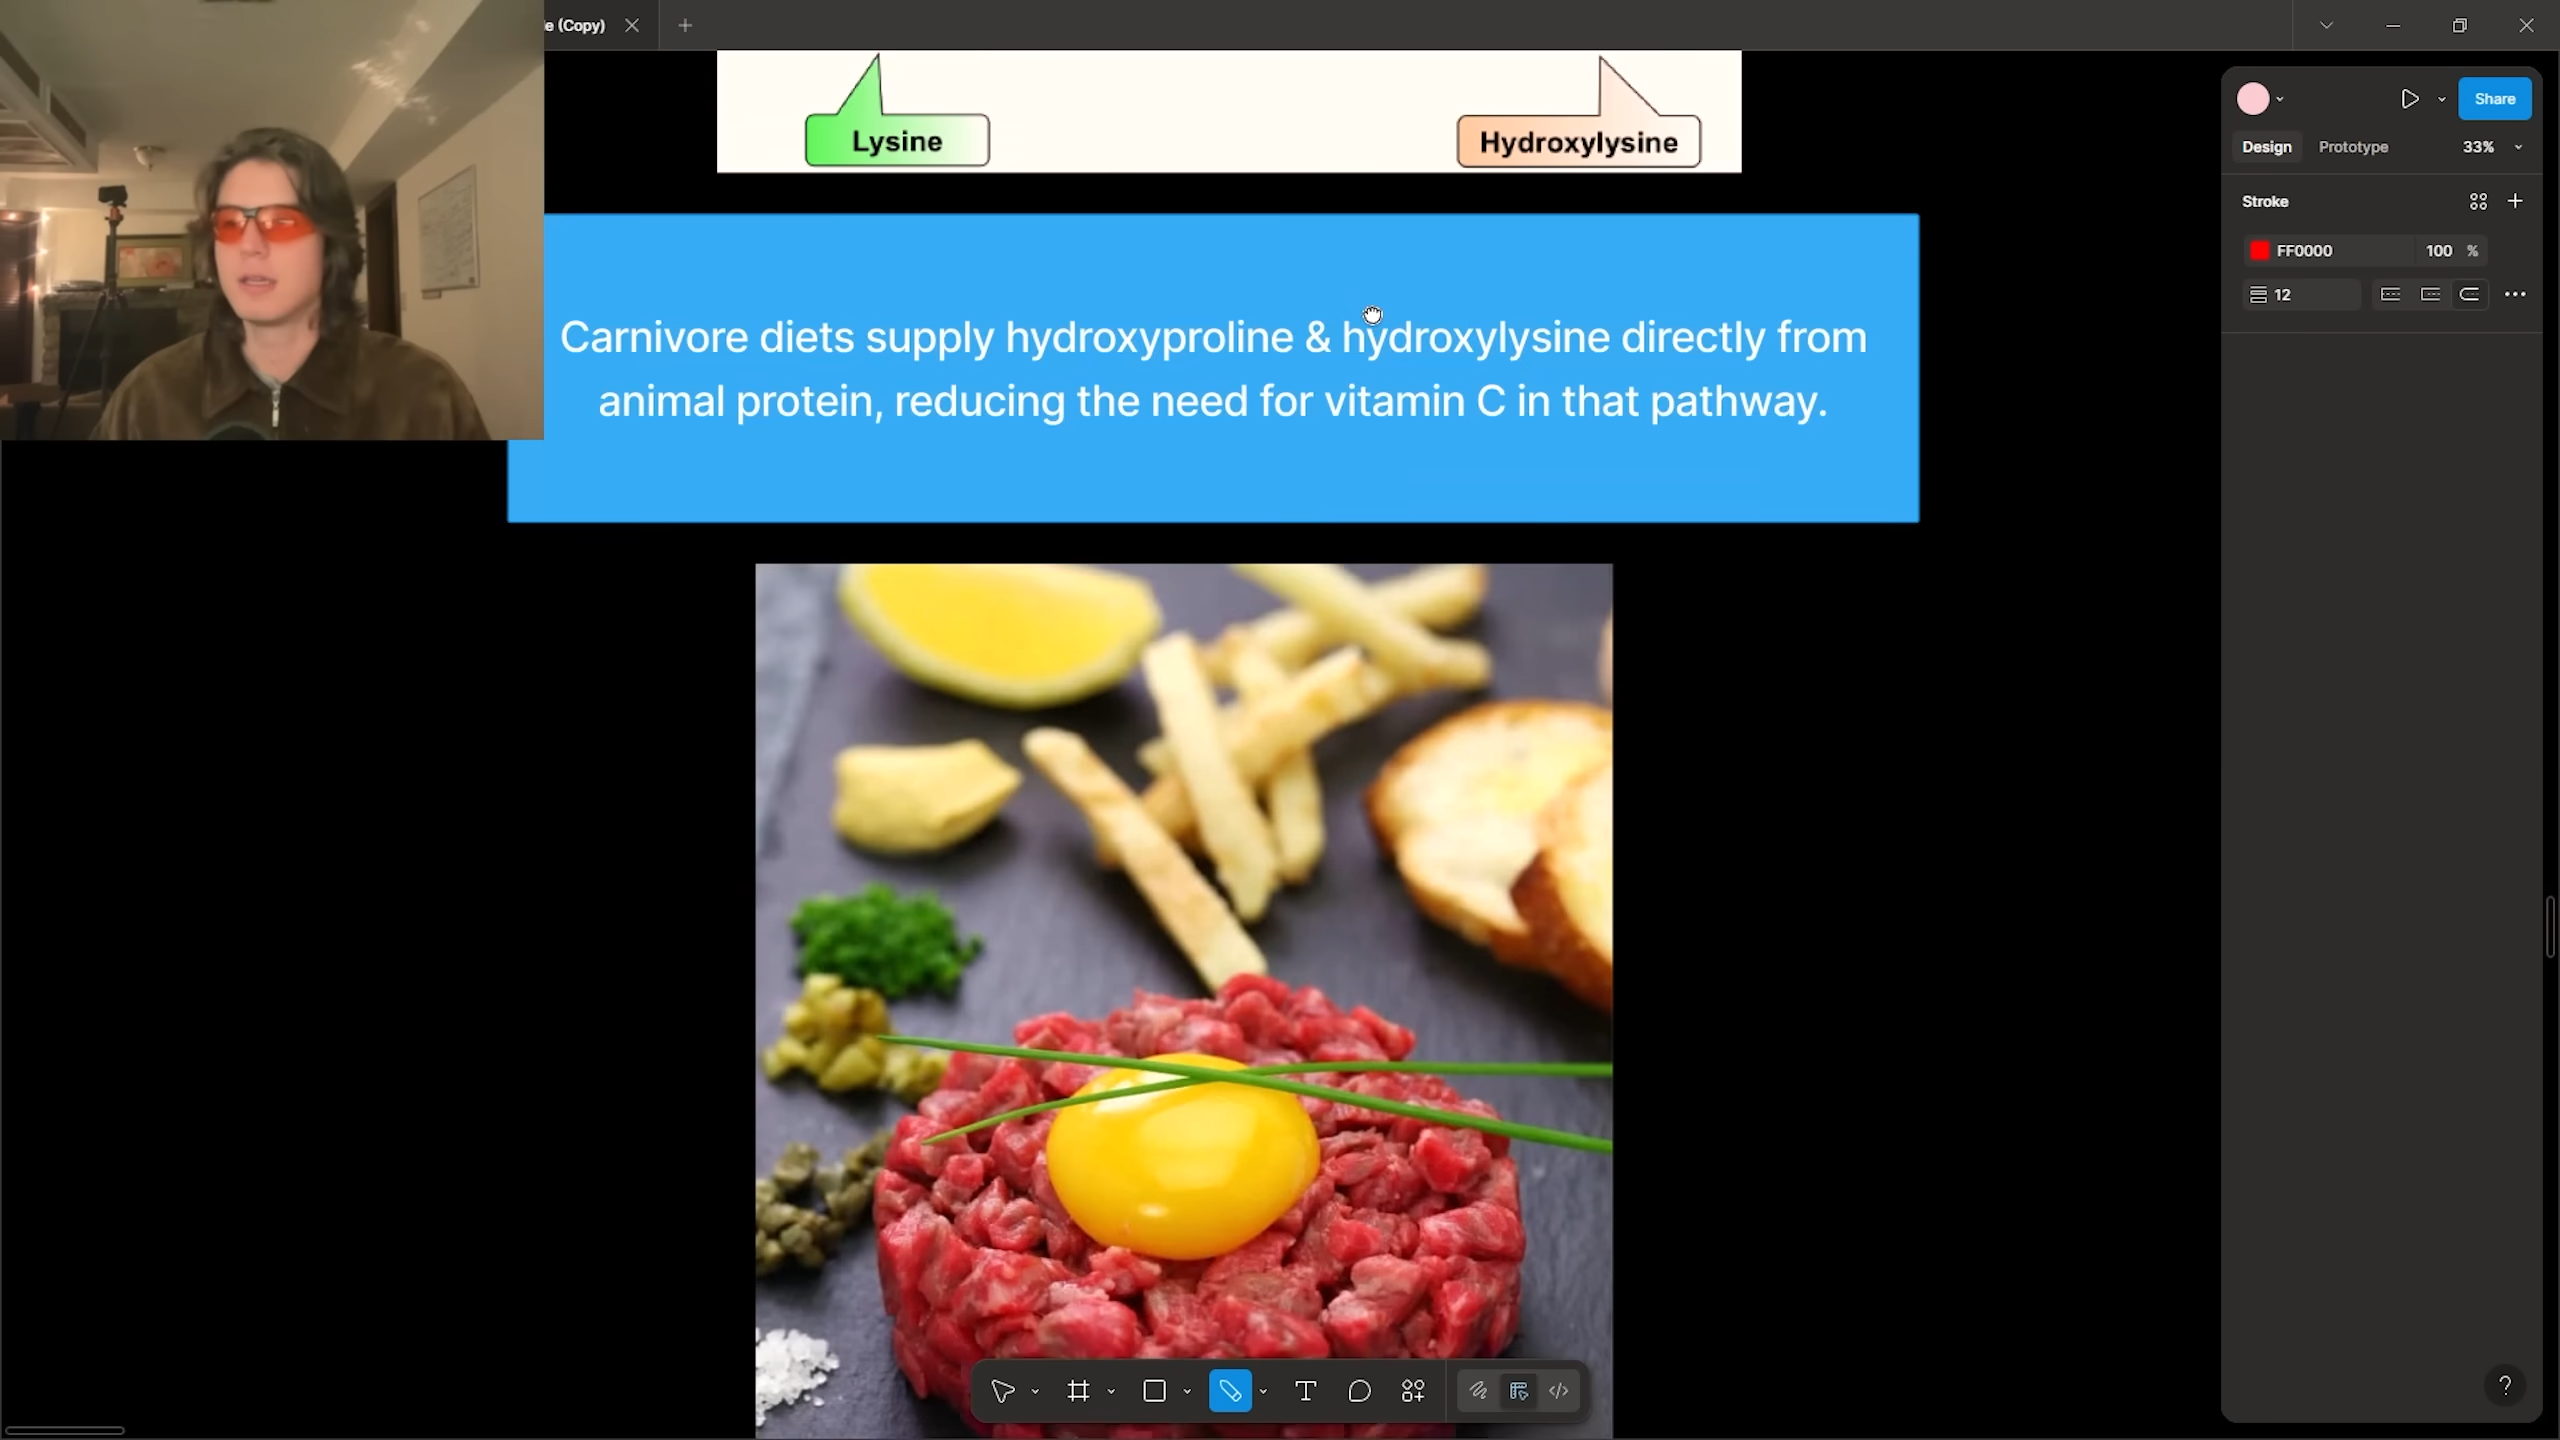 e (Copy)
Lysine
Hydroxylysine
Carnivore diets supply hydroxyproline & hydroxylysine directly from
animal protein, reducing the need for vitamin C in that pathway.
Share
Design
Prototype
33%
Stroke
FF0000
100
%
12
?